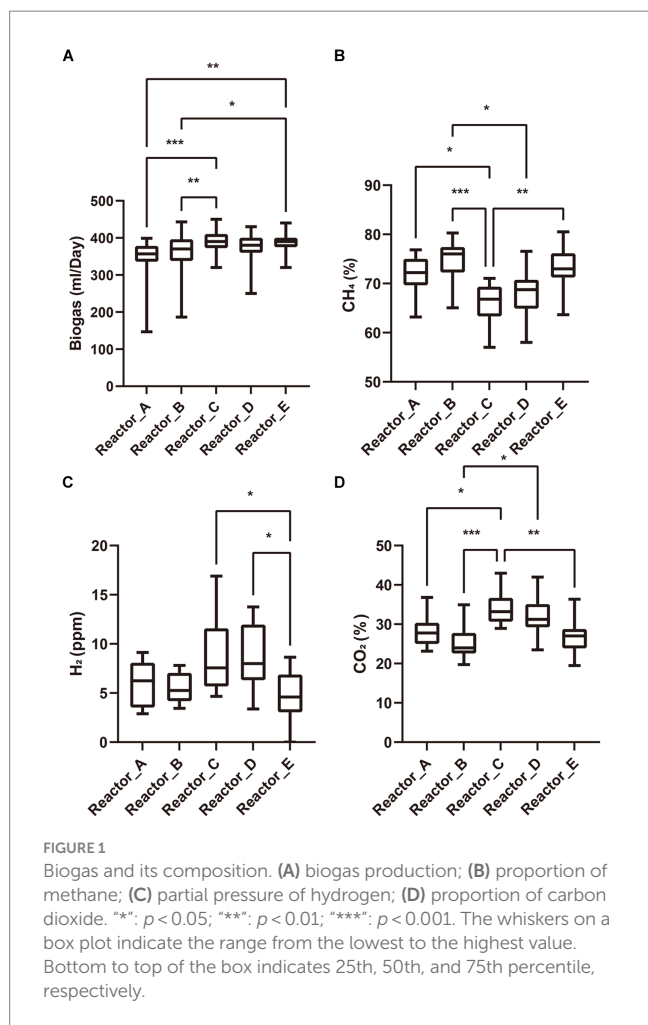 A
**
*
***
**
500
400
300
200
100
0
Biogas (ml/Day)
Reactor_A
Reactor_B
Reactor_C
Reactor_D
Reactor_E
B
*
*
***
**
90
80
70
60
50
CH₄ (%)
Reactor_A
Reactor_B
Reactor_C
Reactor_D
Reactor_E
C
*
*
20
15
10
5
0
H₂ (ppm)
Reactor_A
Reactor_B
Reactor_C
Reactor_D
Reactor_E
D
*
*
***
**
50
40
30
20
10
0
CO₂ (%)
Reactor_A
Reactor_B
Reactor_C
Reactor_D
Reactor_E
FIGURE 1
Biogas and its composition. (A) biogas production; (B) proportion of
methane; (C) partial pressure of hydrogen; (D) proportion of carbon
dioxide. "*": p < 0.05; "**": p < 0.01; "***": p < 0.001. The whiskers on a
box plot indicate the range from the lowest to the highest value.
Bottom to top of the box indicates 25th, 50th, and 75th percentile,
respectively.